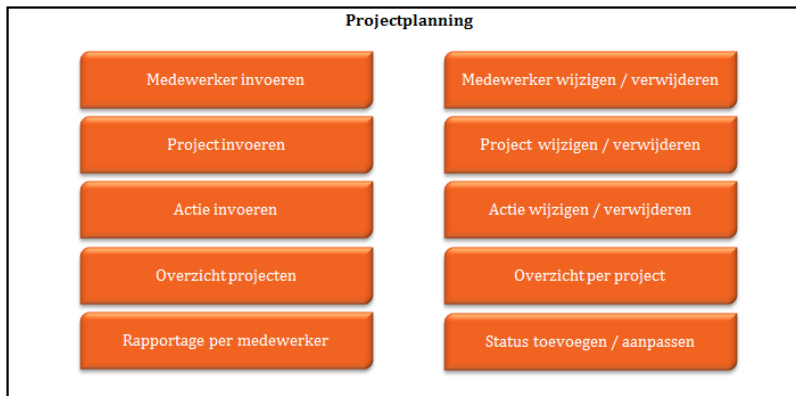 Projectplanning
Medewerker invoeren
Medewerker wijzigen / verwijderen
Project invoeren
Project wijzigen / verwijderen
Actie invoeren
Actie wijzigen / verwijderen
Overzicht projecten
Overzicht per project
Rapportage per medewerker
Status toevoegen / aanpassen